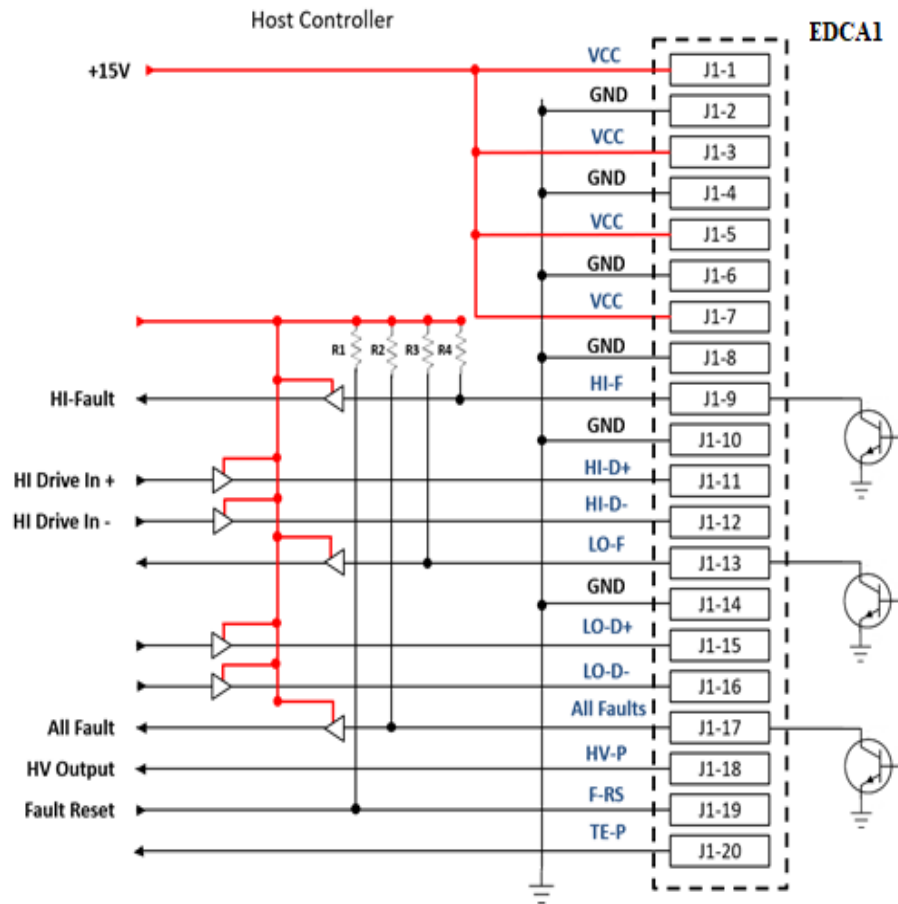 Host Controller
EDCA1
+15V
VCC
J1-1
GND
J1-2
VCC
J1-3
GND
J1-4
VCC
J1-5
GND
J1-6
VCC
J1-7
R1 R2 R3 R4
GND
J1-8
HI-Fault
HI-F
J1-9
GND
J1-10
HI Drive In +
HI-D+
J1-11
HI Drive In -
HI-D-
J1-12
LO-F
J1-13
GND
J1-14
LO-D+
J1-15
LO-D-
J1-16
All Fault
All Faults
J1-17
HV Output
HV-P
J1-18
Fault Reset
F-RS
J1-19
TE-P
J1-20